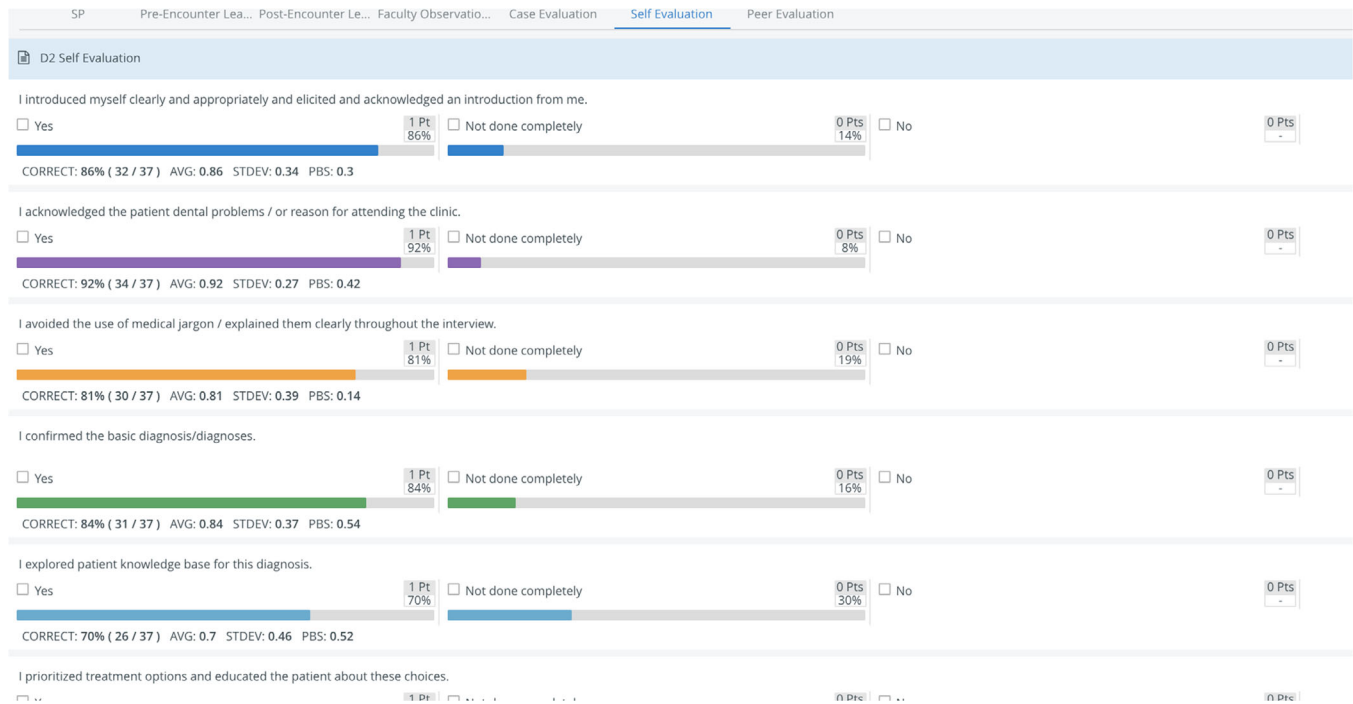 SP Pre-Encounter Lea... Post-Encounter Le... Faculty Observatio... Case Evaluation Self Evaluation Peer Evaluation
D2 Self Evaluation
I introduced myself clearly and appropriately and elicited and acknowledged an introduction from me.
Yes 1 Pt Not done completely 0 Pts No 0 Pts
86% 14% -
CORRECT: 86% ( 32 / 37 ) AVG: 0.86 STDEV: 0.34 PBS: 0.3
I acknowledged the patient dental problems / or reason for attending the clinic.
Yes 1 Pt Not done completely 0 Pts No 0 Pts
92% 8% -
CORRECT: 92% ( 34 / 37 ) AVG: 0.92 STDEV: 0.27 PBS: 0.42
I avoided the use of medical jargon / explained them clearly throughout the interview.
Yes 1 Pt Not done completely 0 Pts No 0 Pts
81% 19% -
CORRECT: 81% ( 30 / 37 ) AVG: 0.81 STDEV: 0.39 PBS: 0.14
I confirmed the basic diagnosis/diagnoses.
Yes 1 Pt Not done completely 0 Pts No 0 Pts
84% 16% -
CORRECT: 84% ( 31 / 37 ) AVG: 0.84 STDEV: 0.37 PBS: 0.54
I explored patient knowledge base for this diagnosis.
Yes 1 Pt Not done completely 0 Pts No 0 Pts
70% 30% -
CORRECT: 70% ( 26 / 37 ) AVG: 0.7 STDEV: 0.46 PBS: 0.52
I prioritized treatment options and educated the patient about these choices.
1 Pt 0 Pts 0 Pts